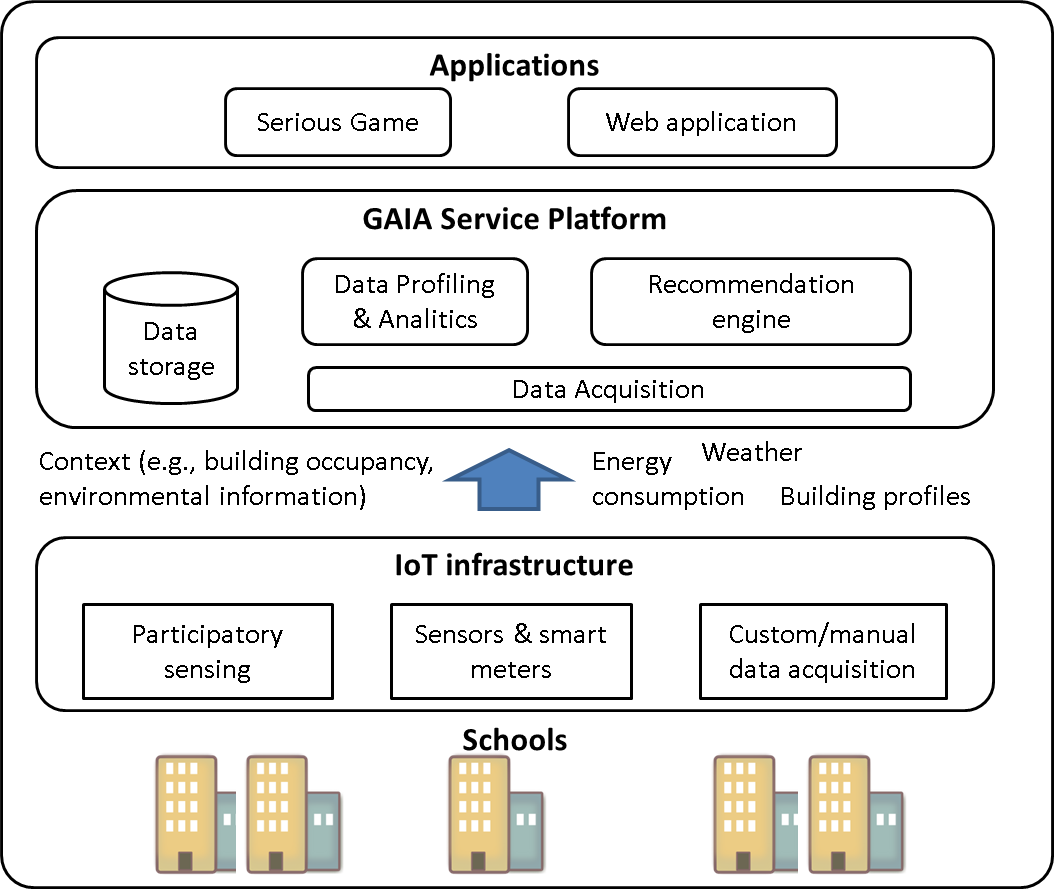 Applications
Serious Game
Web application
GAIA Service Platform
Data
storage
Data Profiling
& Analitics
Recommendation
engine
Data Acquisition
Context (e.g., building occupancy,
environmental information)
Energy
consumption
Weather
Building profiles
IoT infrastructure
Participatory
sensing
Sensors & smart
meters
Custom/manual
data acquisition
Schools